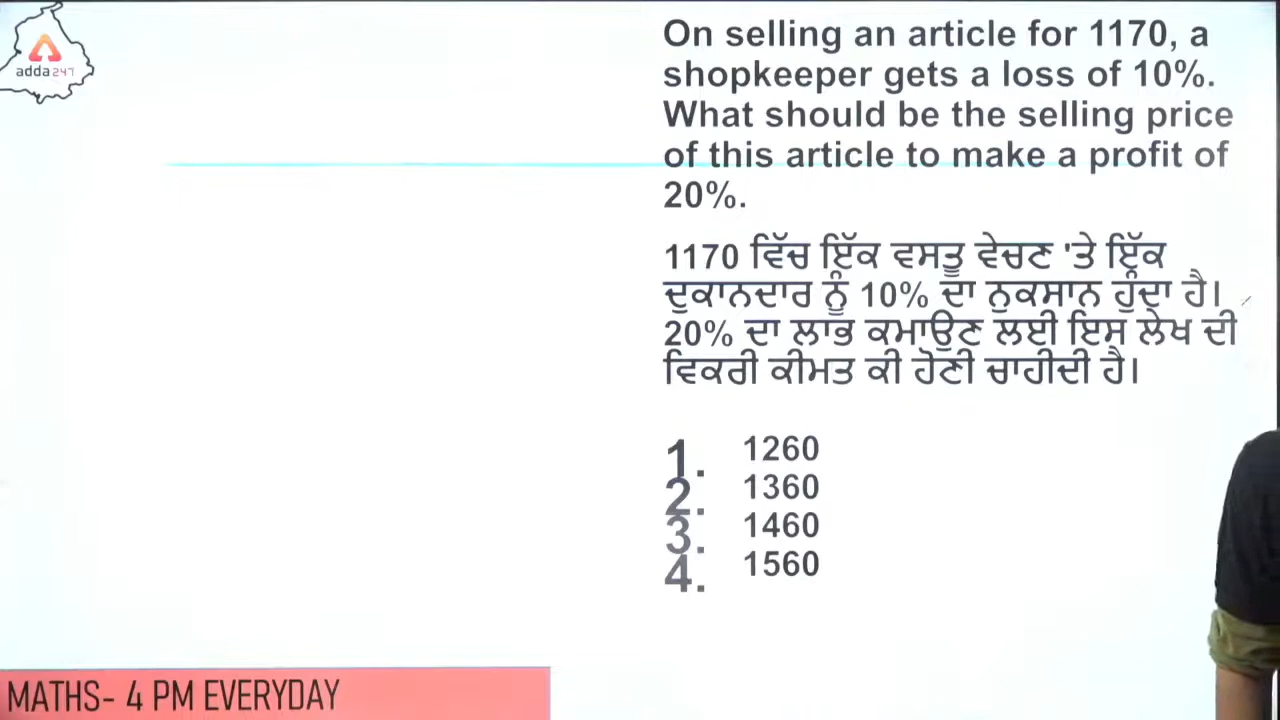 adda247
On selling an article for 1170, a
shopkeeper gets a loss of 10%.
What should be the selling price
of this article to make a profit of
20%.
1170 ਵਿੱਚ ਇੱਕ ਵਸਤੂ ਵੇਚਣ 'ਤੇ ਇੱਕ
ਦੁਕਾਨਦਾਰ ਨੂੰ 10% ਦਾ ਨੁਕਸਾਨ ਹੁੰਦਾ ਹੈ।
20% ਦਾ ਲਾਭ ਕਮਾਉਣ ਲਈ ਇਸ ਲੇਖ ਦੀ
ਵਿਕਰੀ ਕੀਮਤ ਕੀ ਹੋਣੀ ਚਾਹੀਦੀ ਹੈ।
1. 1260
2. 1360
3. 1460
4. 1560
MATHS- 4 PM EVERYDAY